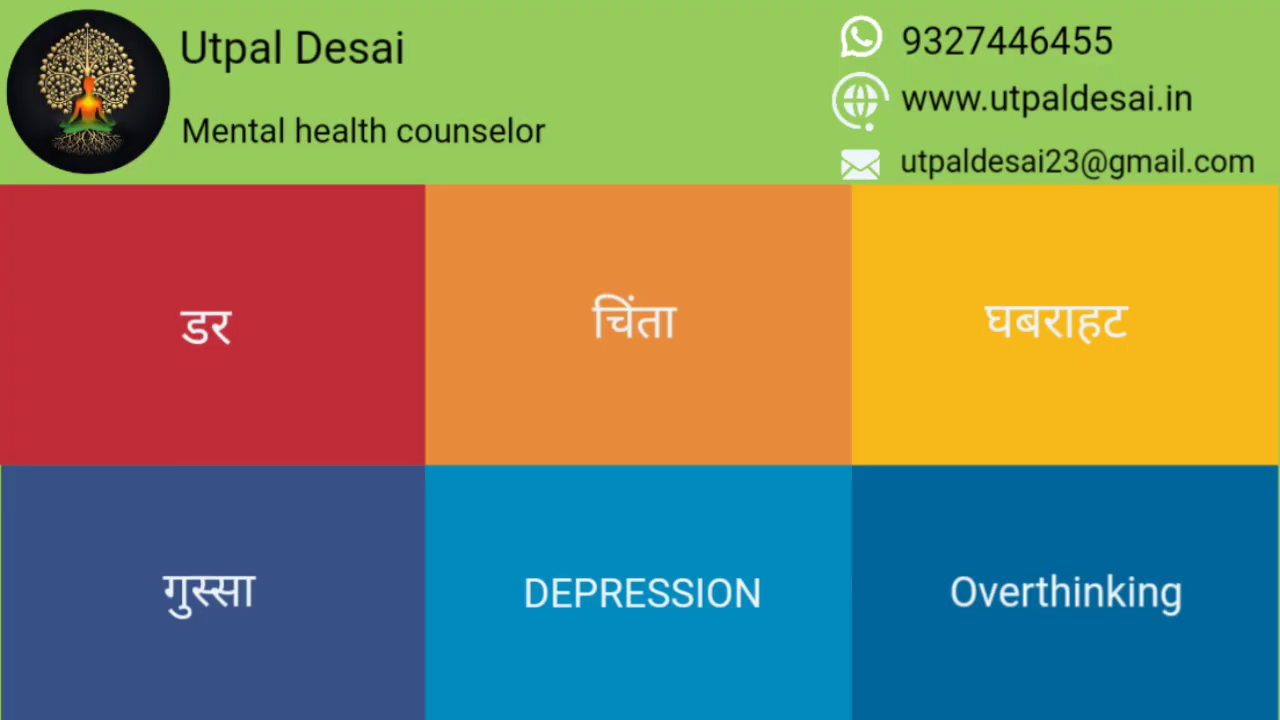 Utpal Desai
Mental health counselor
9327446455
www.utpaldesai.in
utpaldesai23@gmail.com
डर
चिंता
घबराहट
गुस्सा
DEPRESSION
Overthinking